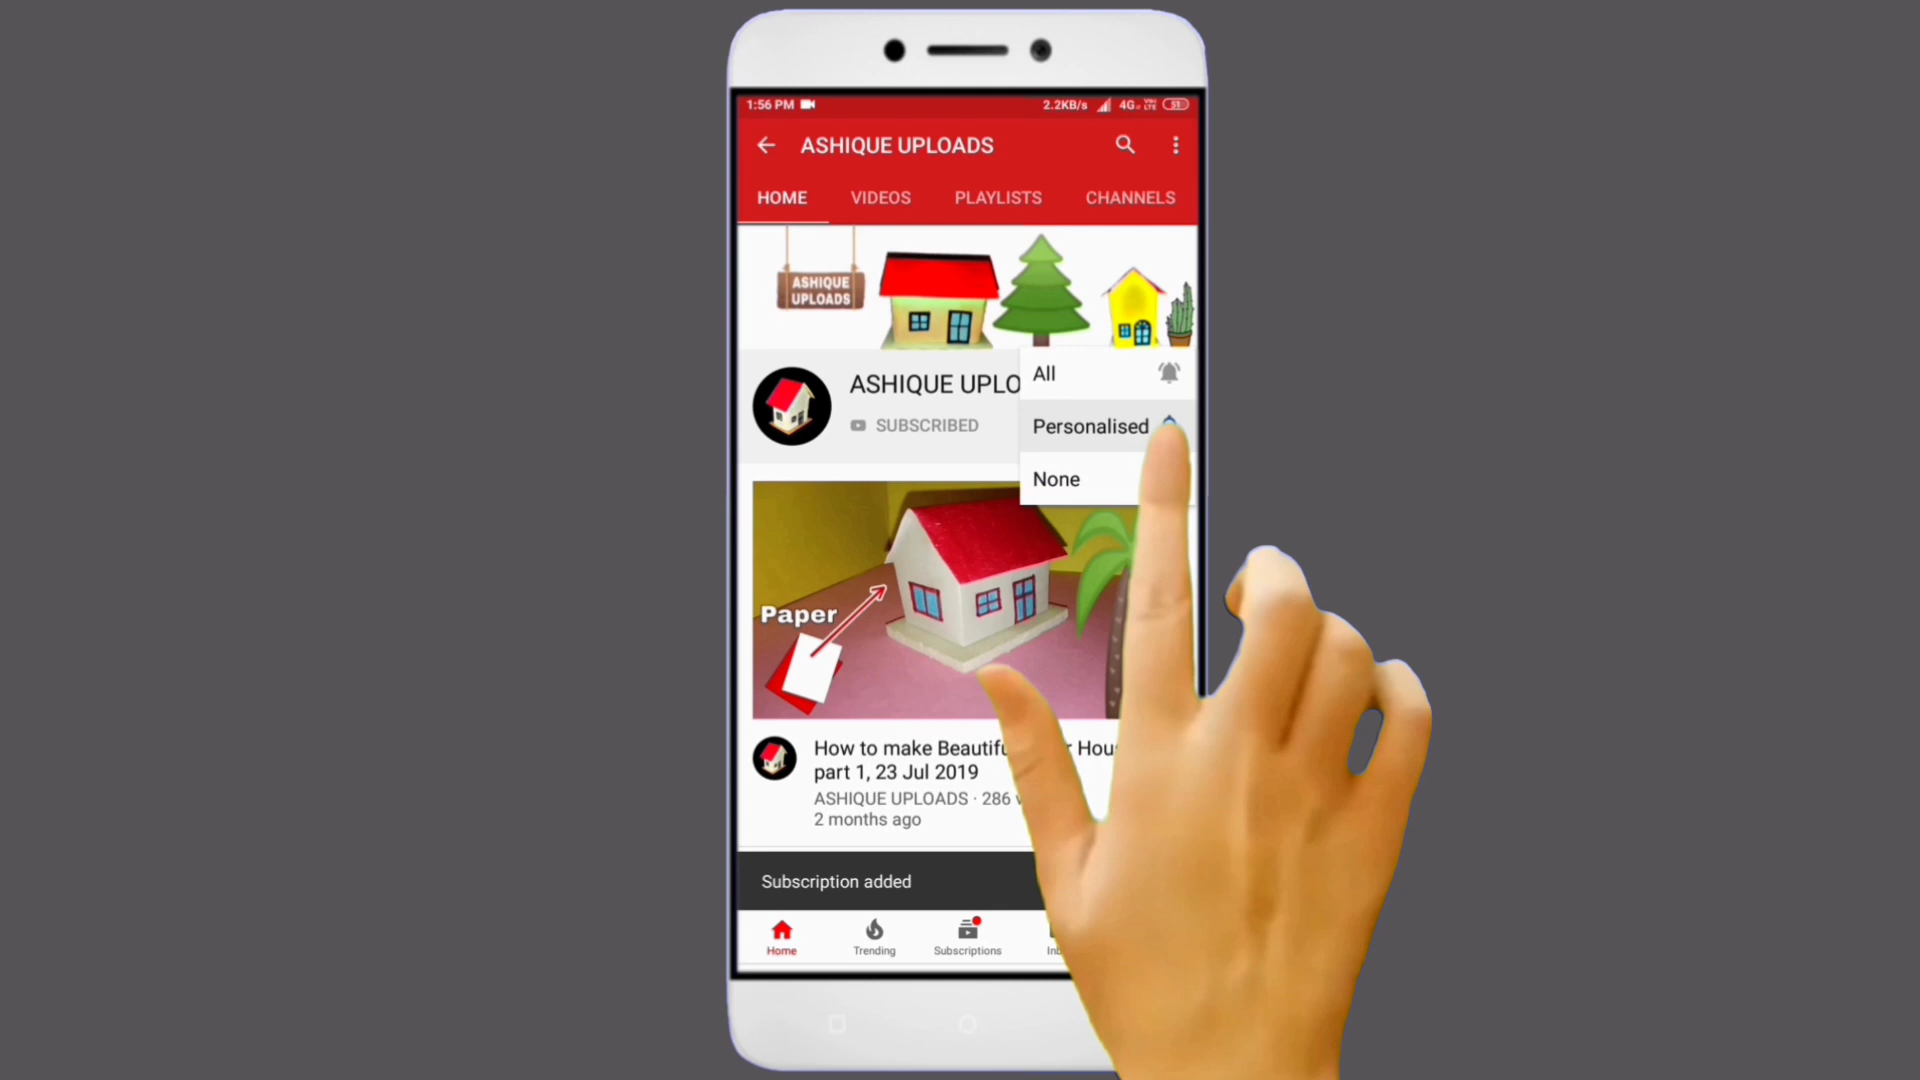 1:56 PM
2.2KB/s 4G LTE 51
ASHIQUE UPLOADS
HOME VIDEOS PLAYLISTS CHANNELS
ASHIQUE
UPLOADS
ASHIQUE UPLO
SUBSCRIBED
All
Personalised
None
Paper
How to make Hou
part 1, 23 Jul 2019
ASHIQUE UPLOADS · 286
2 months ago
Subscription added
Home Trending Subscriptions